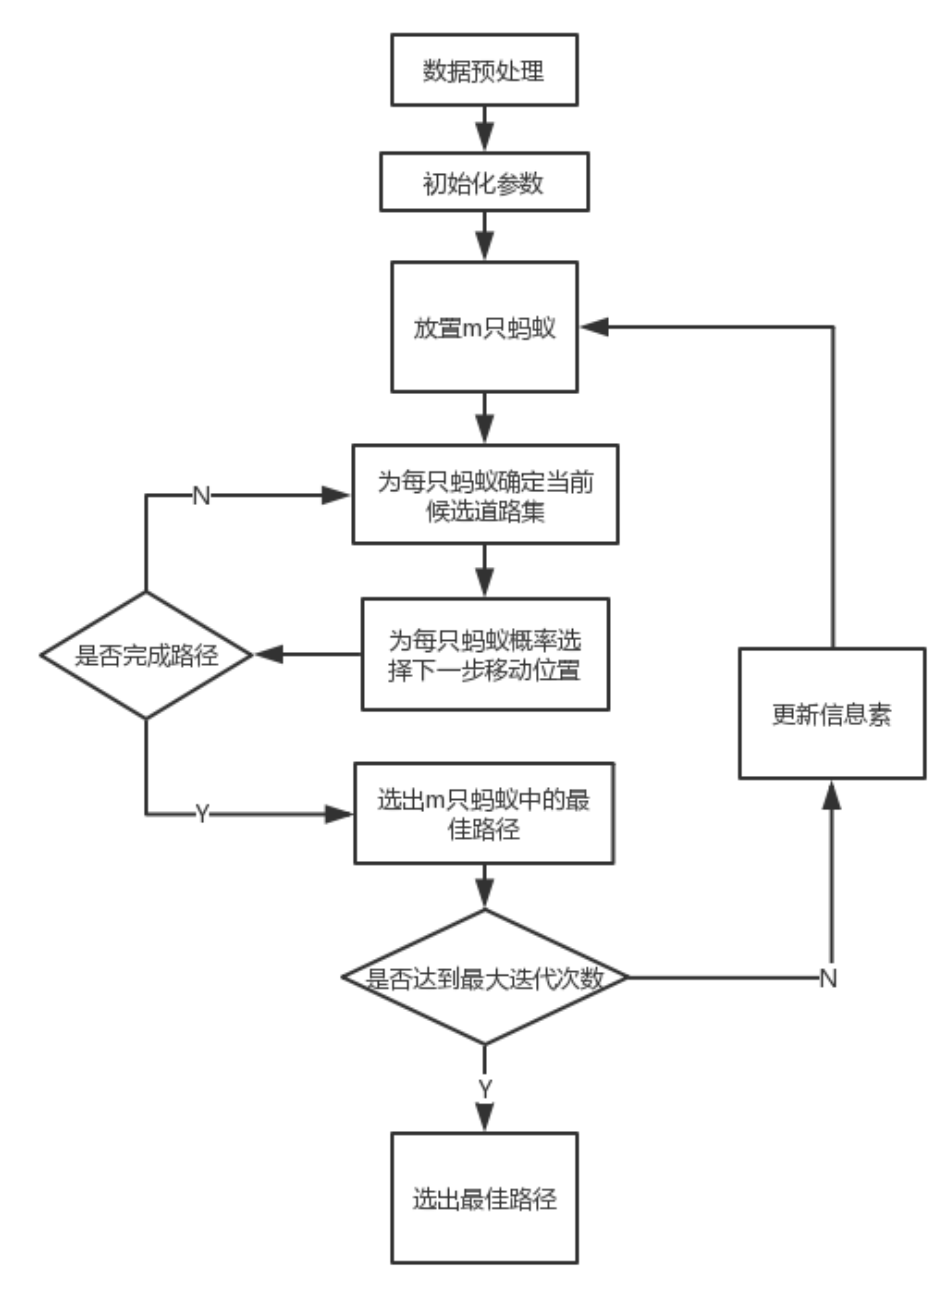 数据预处理
初始化参数
放置m只蚂蚁
为每只蚂蚁确定当前
候选道路集
N
为每只蚂蚁概率选
择下一步移动位置
是否完成路径
更新信息素
选出m只蚂蚁中的最
佳路径
Y
是否达到最大迭代次数
N
Y
选出最佳路径